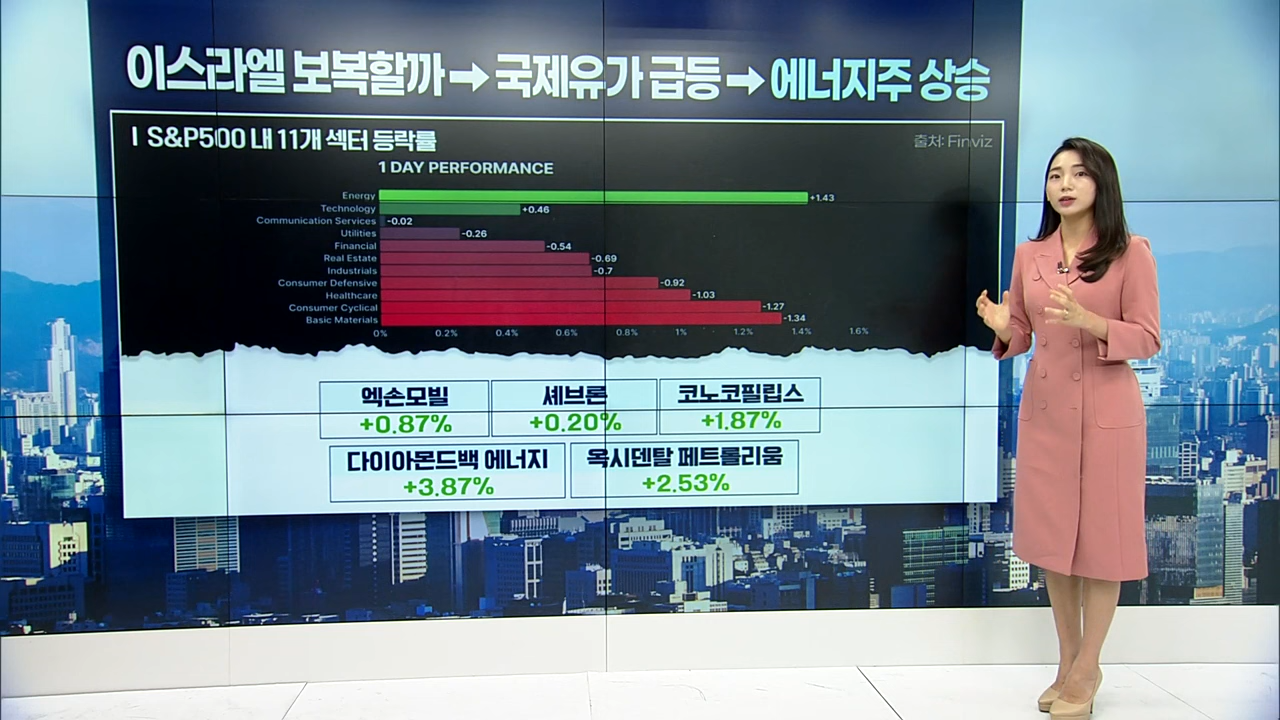 이스라엘 보복할까 → 국제유가 급등 → 에너지주 상승
I S&P500 내 11개 섹터 등락률
출처: Finviz
1 DAY PERFORMANCE
Energy +1.43
Technology +0.46
Communication Services -0.02
Utilities -0.26
Financial -0.54
Real Estate -0.69
Industrials -0.7
Consumer Defensive -0.92
Healthcare -1.03
Consumer Cyclical -1.27
Basic Materials -1.34
0% 0.2% 0.4% 0.6% 0.8% 1% 1.2% 1.4% 1.6%
엑손모빌 셰브론 코노코필립스
+0.87% +0.20% +1.87%
다이아몬드백 에너지 옥시덴탈 페트롤리움
+3.87% +2.53%